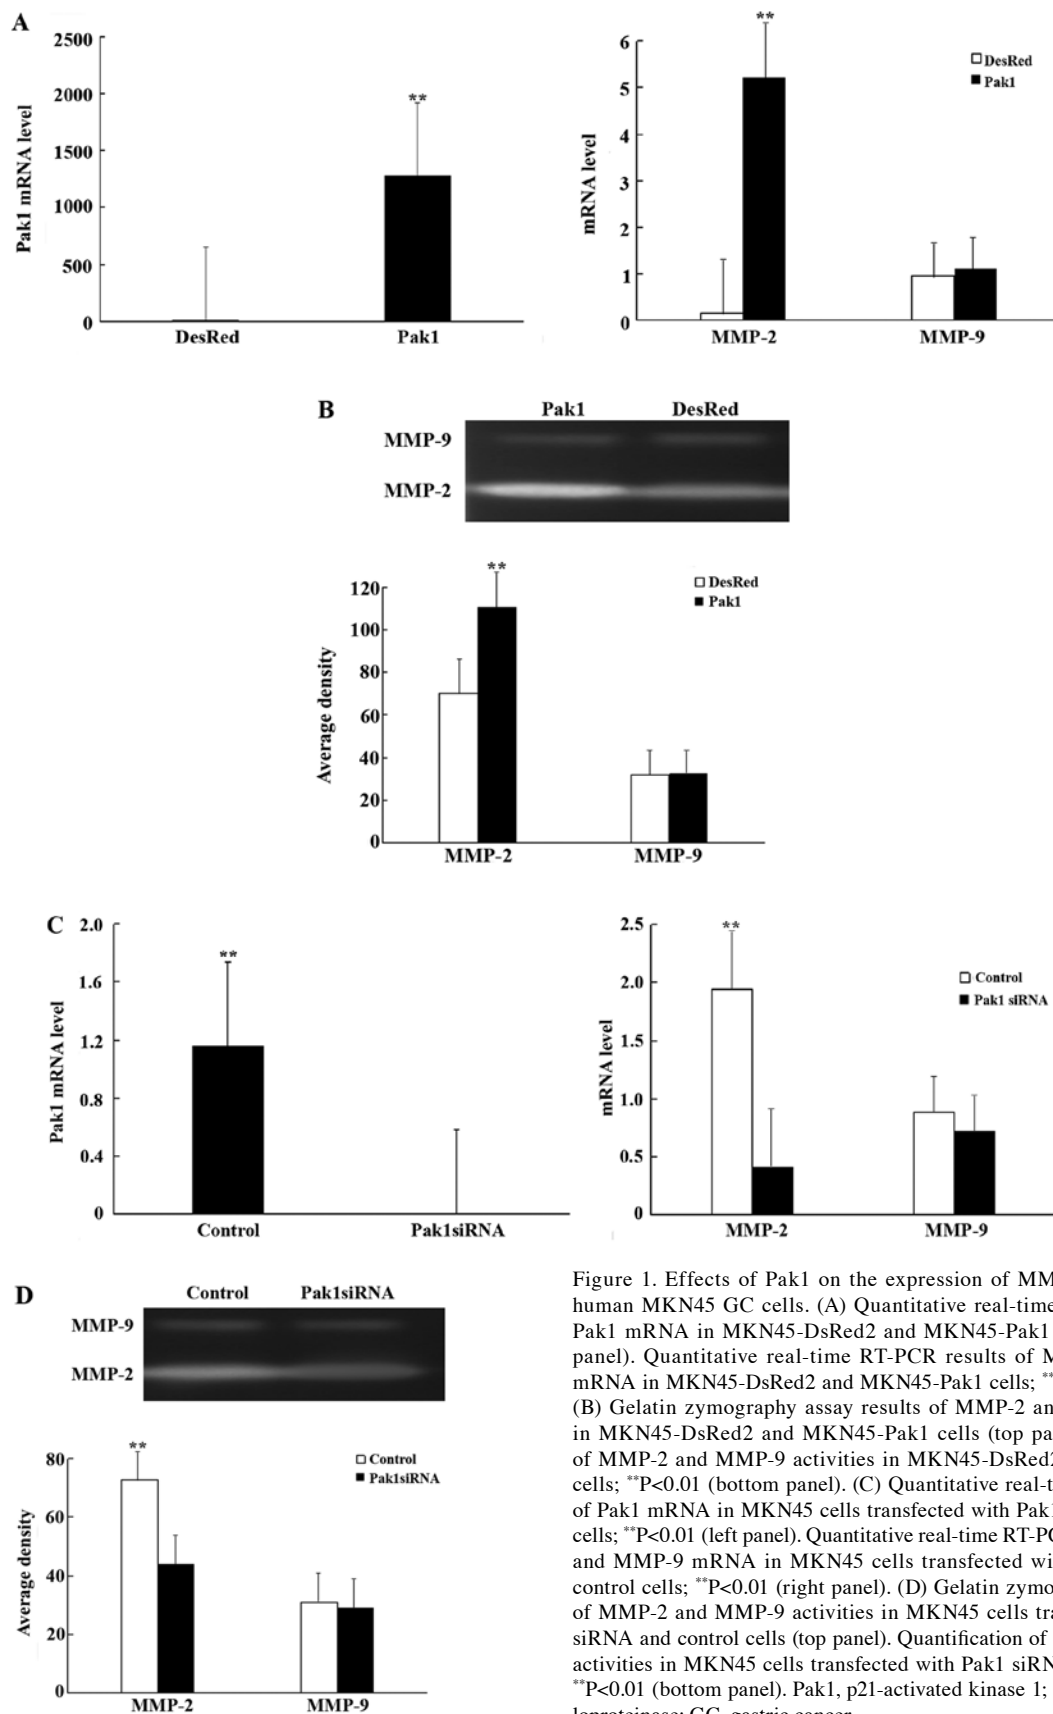 A
2500
2000
1500
1000
500
0
Pak1 mRNA level
**
DesRed
Pak1
6
5
4
3
2
1
0
mRNA level
**
DesRed
Pak1
MMP-2
MMP-9
B
Pak1
DesRed
MMP-9
MMP-2
120
100
80
60
40
20
0
Average density
**
DesRed
Pak1
MMP-2
MMP-9
C
2.0
1.6
1.2
0.8
0.4
0
Pak1 mRNA level
**
Control
Pak1siRNA
2.5
2.0
1.5
1.0
0.5
0
mRNA level
**
Control
Pak1 siRNA
MMP-2
MMP-9
D
Control
Pak1siRNA
MMP-9
MMP-2
80
60
40
20
0
Average density
**
Control
Pak1siRNA
MMP-2
MMP-9
Figure 1. Effects of Pak1 on the expression of MM
human MKN45 GC cells. (A) Quantitative real-time
Pak1 mRNA in MKN45-DsRed2 and MKN45-Pak1
panel). Quantitative real-time RT-PCR results of M
mRNA in MKN45-DsRed2 and MKN45-Pak1 cells; **
(B) Gelatin zymography assay results of MMP-2 an
in MKN45-DsRed2 and MKN45-Pak1 cells (top pa
of MMP-2 and MMP-9 activities in MKN45-DsRed2
cells; **P<0.01 (bottom panel). (C) Quantitative real-t
of Pak1 mRNA in MKN45 cells transfected with Pak1
cells; **P<0.01 (left panel). Quantitative real-time RT-PC
and MMP-9 mRNA in MKN45 cells transfected wi
control cells; **P<0.01 (right panel). (D) Gelatin zymo
of MMP-2 and MMP-9 activities in MKN45 cells tra
siRNA and control cells (top panel). Quantification of
activities in MKN45 cells transfected with Pak1 siRN
**P<0.01 (bottom panel). Pak1, p21-activated kinase 1;